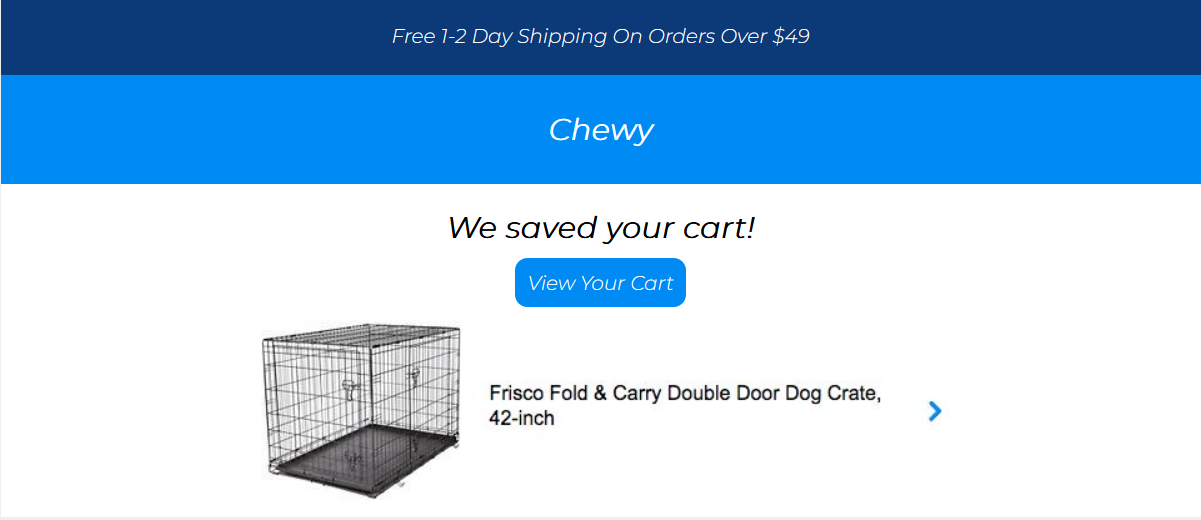 Free 1-2 Day Shipping On Orders Over $49
Chewy
We saved your cart!
View Your Cart
Frisco Fold & Carry Double Door Dog Crate,
42-inch